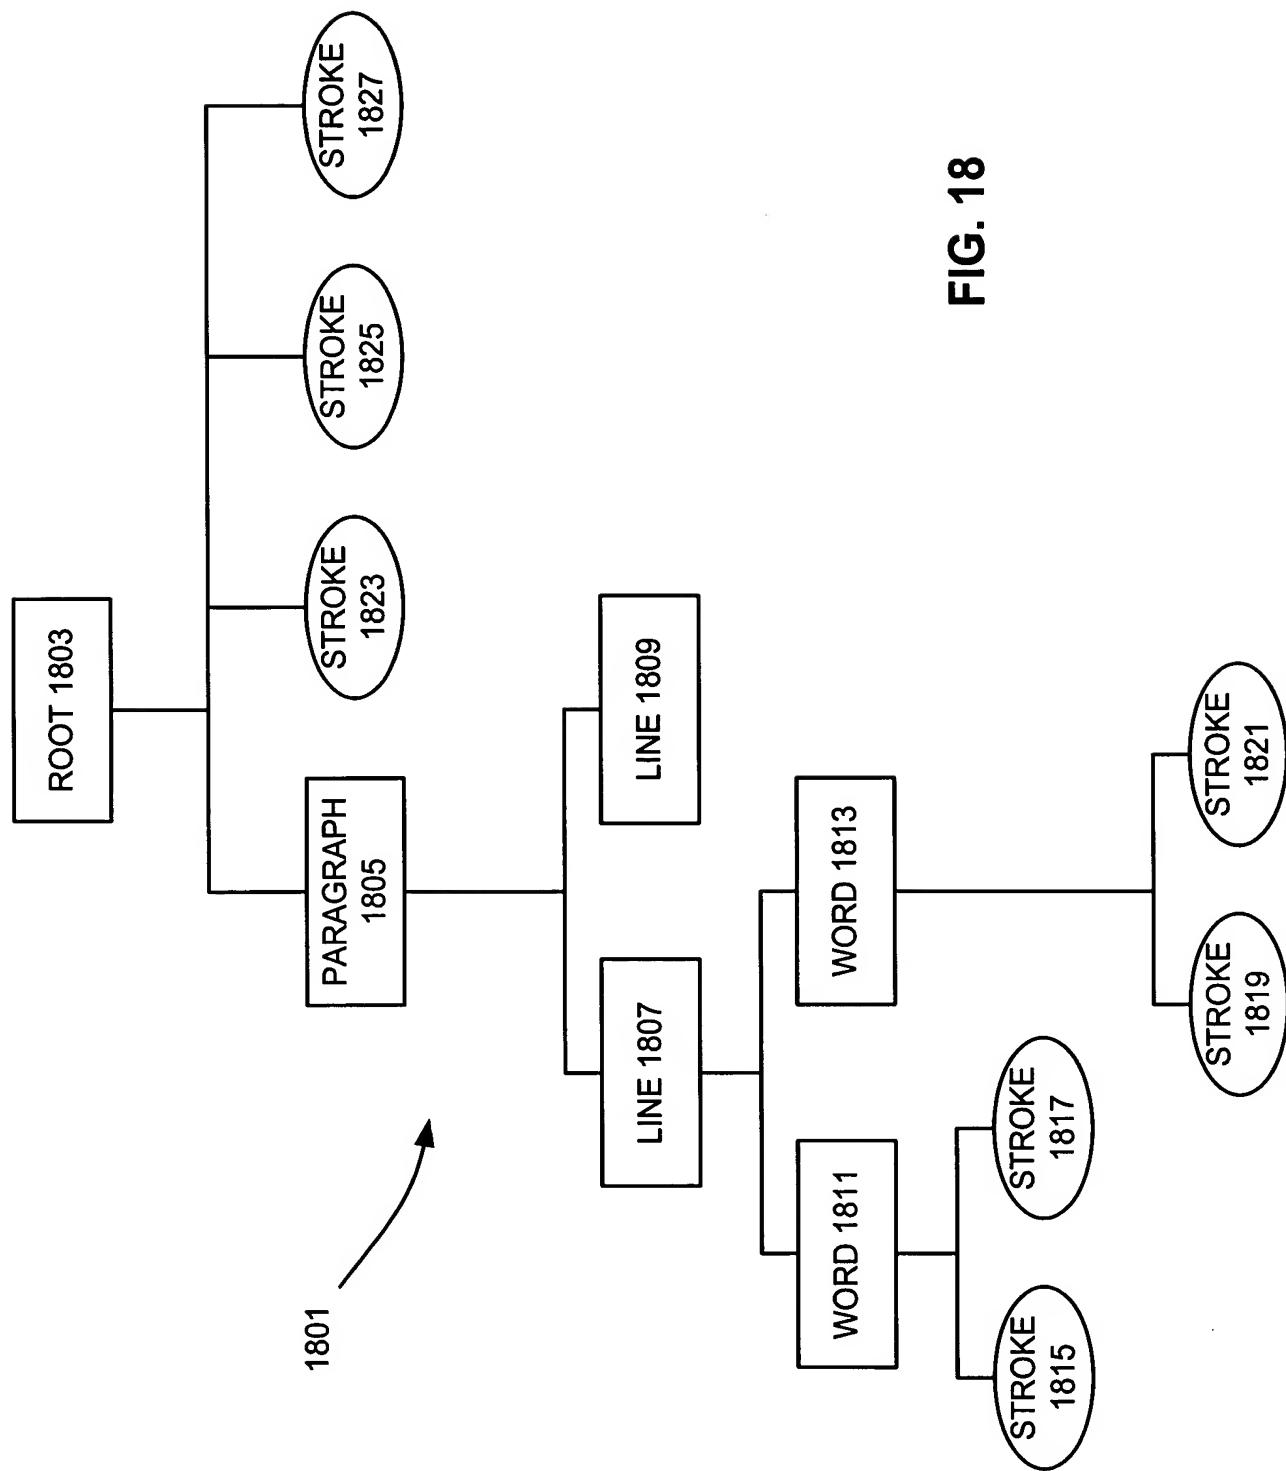 1801
ROOT 1803
PARAGRAPH
1805
STROKE
1823
STROKE
1825
STROKE
1827
LINE 1807
LINE 1809
WORD 1811
WORD 1813
STROKE
1815
STROKE
1817
STROKE
1819
STROKE
1821
FIG. 18